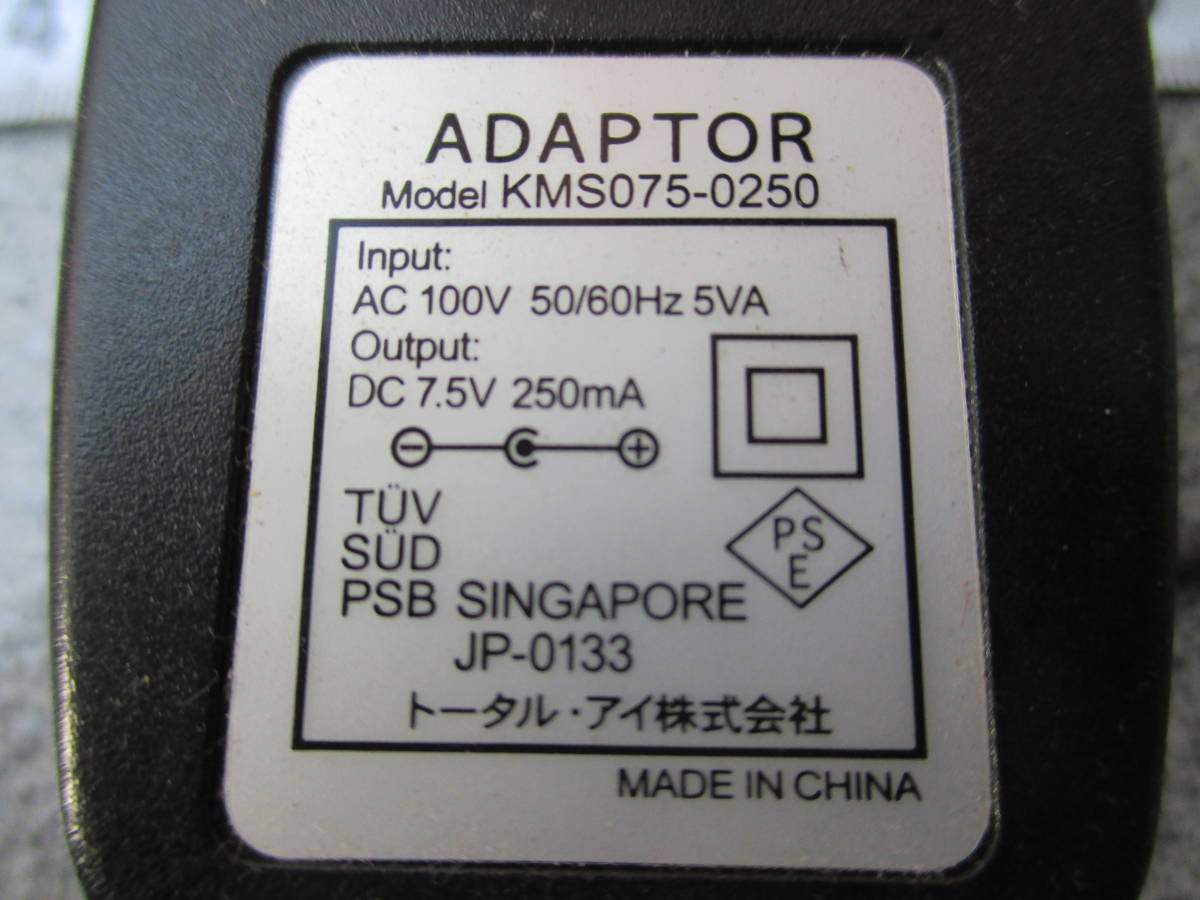 ADAPTOR
Model KMS075-0250
Input:
AC 100V 50/60Hz 5VA
Output:
DC 7.5V 250mA
TÜV
SÜD
PSB SINGAPORE
PS
E
JP-0133
トータル・アイ株式会社
MADE IN CHINA